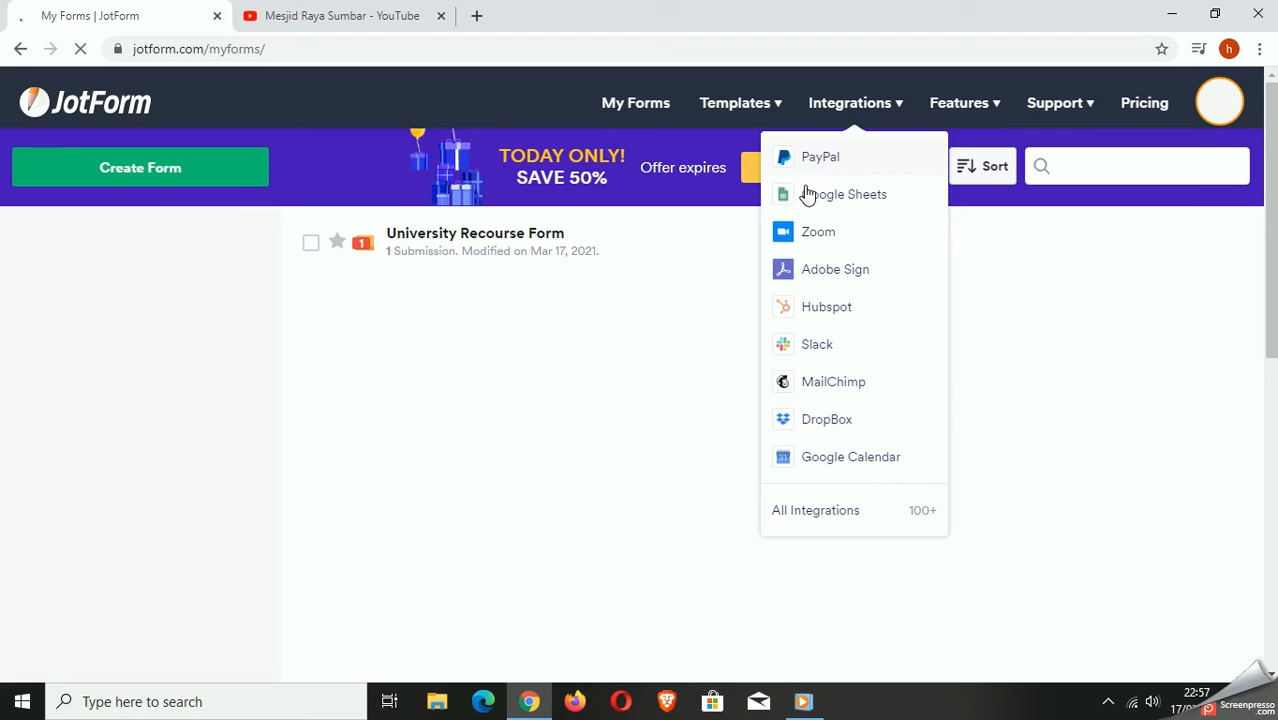 My Forms | JotForm
Mesjid Raya Sumbar - YouTube
jotform.com/myforms/
h
JotForm
My Forms
Templates
Integrations
Features
Support
Pricing
Create Form
TODAY ONLY!
SAVE 50%
Offer expires
Sort
PayPal
Google Sheets
Zoom
Adobe Sign
Hubspot
Slack
MailChimp
DropBox
31
Google Calendar
All Integrations
100+
1
University Recourse Form
1 Submission. Modified on Mar 17, 2021.
Type here to search
22:57
Screenpresso
.com